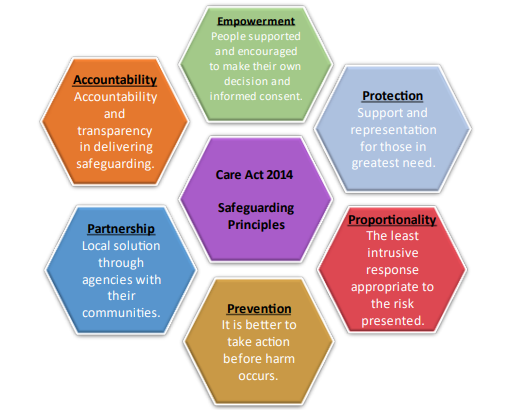 Empowerment
People supported
and encouraged
to make their own
decision and
informed consent.
Accountability
Accountability
and
transparency
in delivering
safeguarding.
Protection
Support and
representation
for those in
greatest need.
Care Act 2014
Safeguarding
Principles
Partnership
Local solution
through
agencies with
their
communities.
Proportionality
The least
intrusive
response
appropriate to
the risk
presented.
Prevention
It is better to
take action
before harm
occurs.